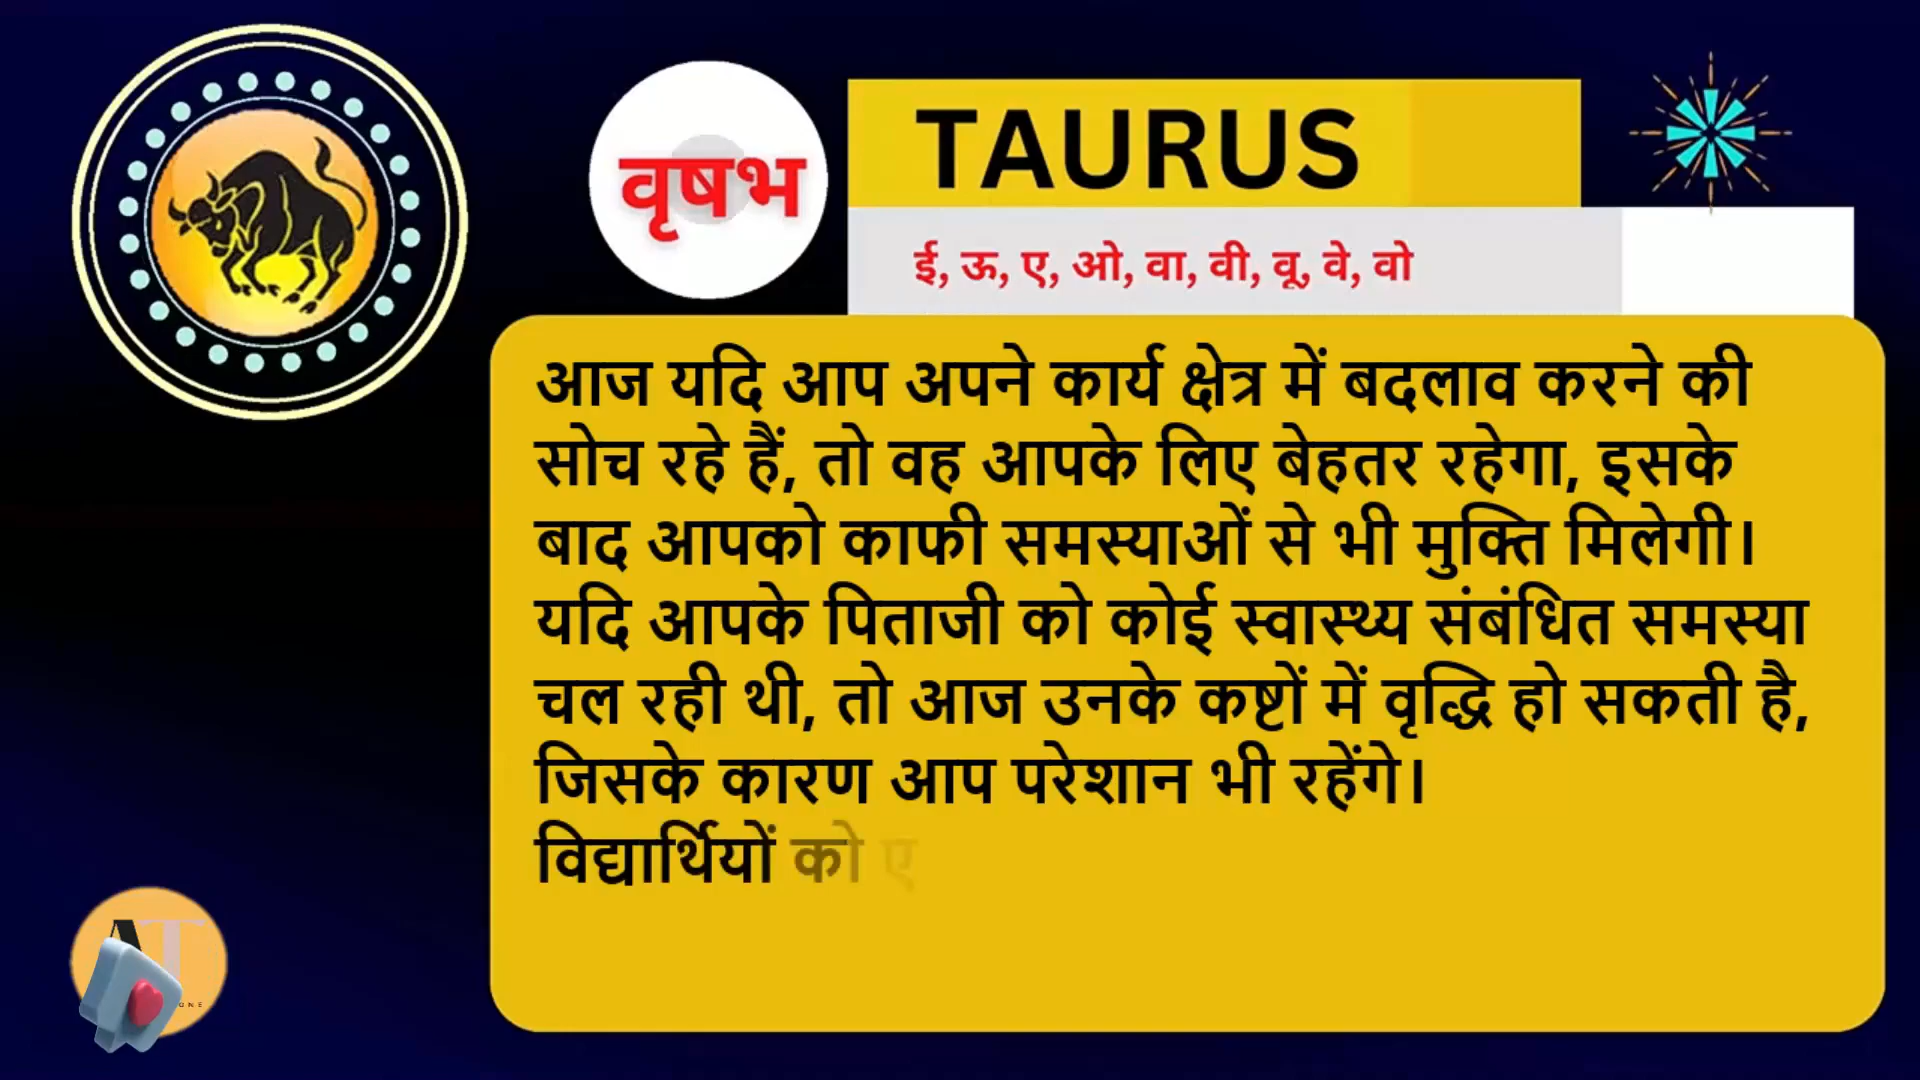 वृषभ
TAURUS
ई, ऊ, ए, ओ, वा, वी, वू, वे, वो
आज यदि आप अपने कार्य क्षेत्र में बदलाव करने की
सोच रहे हैं, तो वह आपके लिए बेहतर रहेगा, इसके
बाद आपको काफी समस्याओं से भी मुक्ति मिलेगी।
यदि आपके पिताजी को कोई स्वास्थ्य संबंधित समस्या
चल रही थी, तो आज उनके कष्टों में वृद्धि हो सकती है,
जिसके कारण आप परेशान भी रहेंगे।
विद्यार्थियों को ए